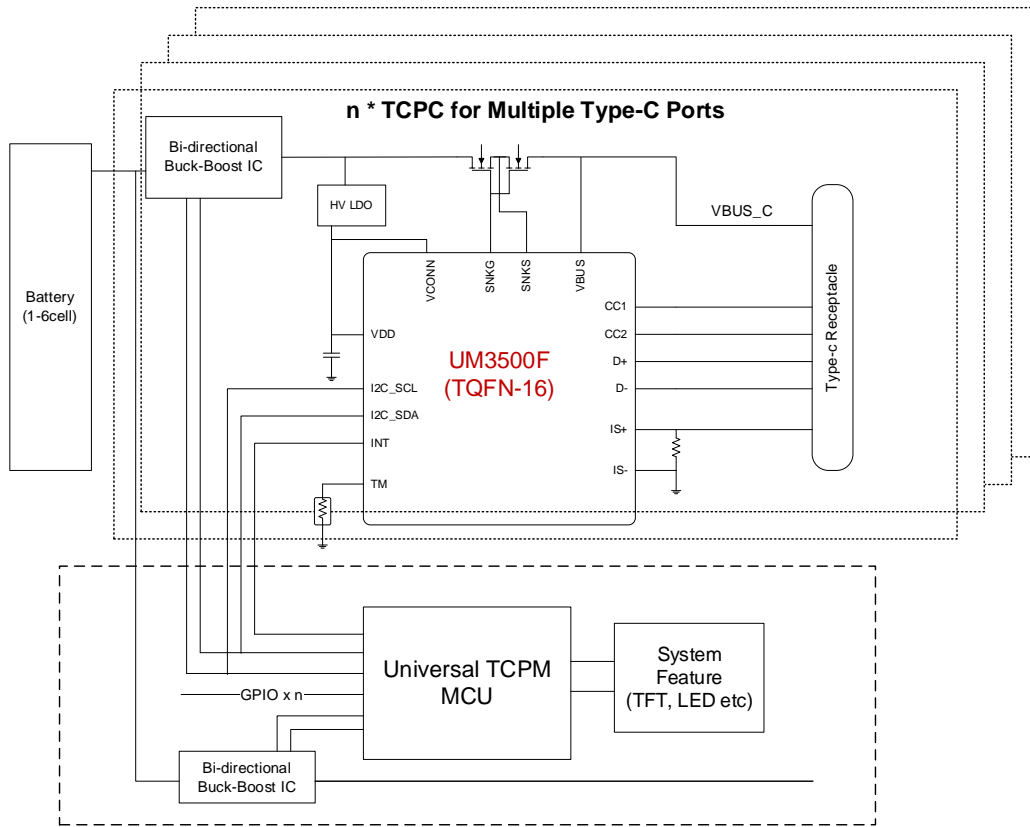 n * TCPC for Multiple Type-C Ports
Bi-directional
Buck-Boost IC
HV LDO
VBUS_C
Battery
(1-6cell)
VCONN
SNKG
SNKS
VBUS
VDD
I2C_SCL
I2C_SDA
INT
TM
UM3500F
(TQFN-16)
CC1
CC2
D+
D-
IS+
IS-
Type-c Receptacle
Universal TCPM
MCU
System
Feature
(TFT, LED etc)
GPIO x n
Bi-directional
Buck-Boost IC